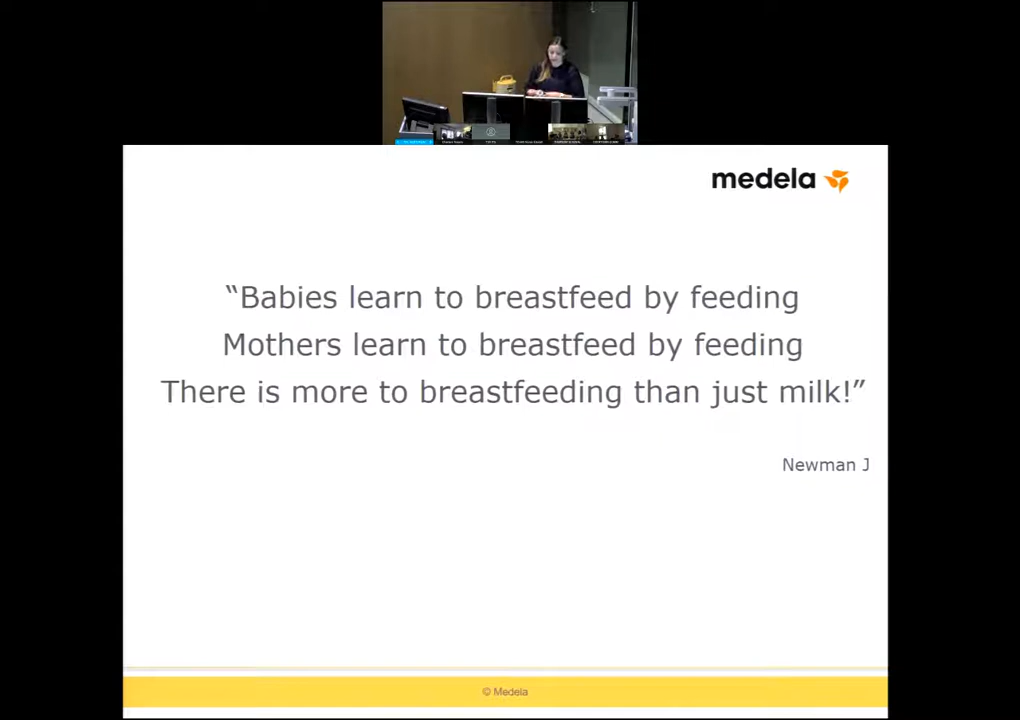 medela
“Babies learn to breastfeed by feeding
Mothers learn to breastfeed by feeding
There is more to breastfeeding than just milk!”
Newman J
© Medela